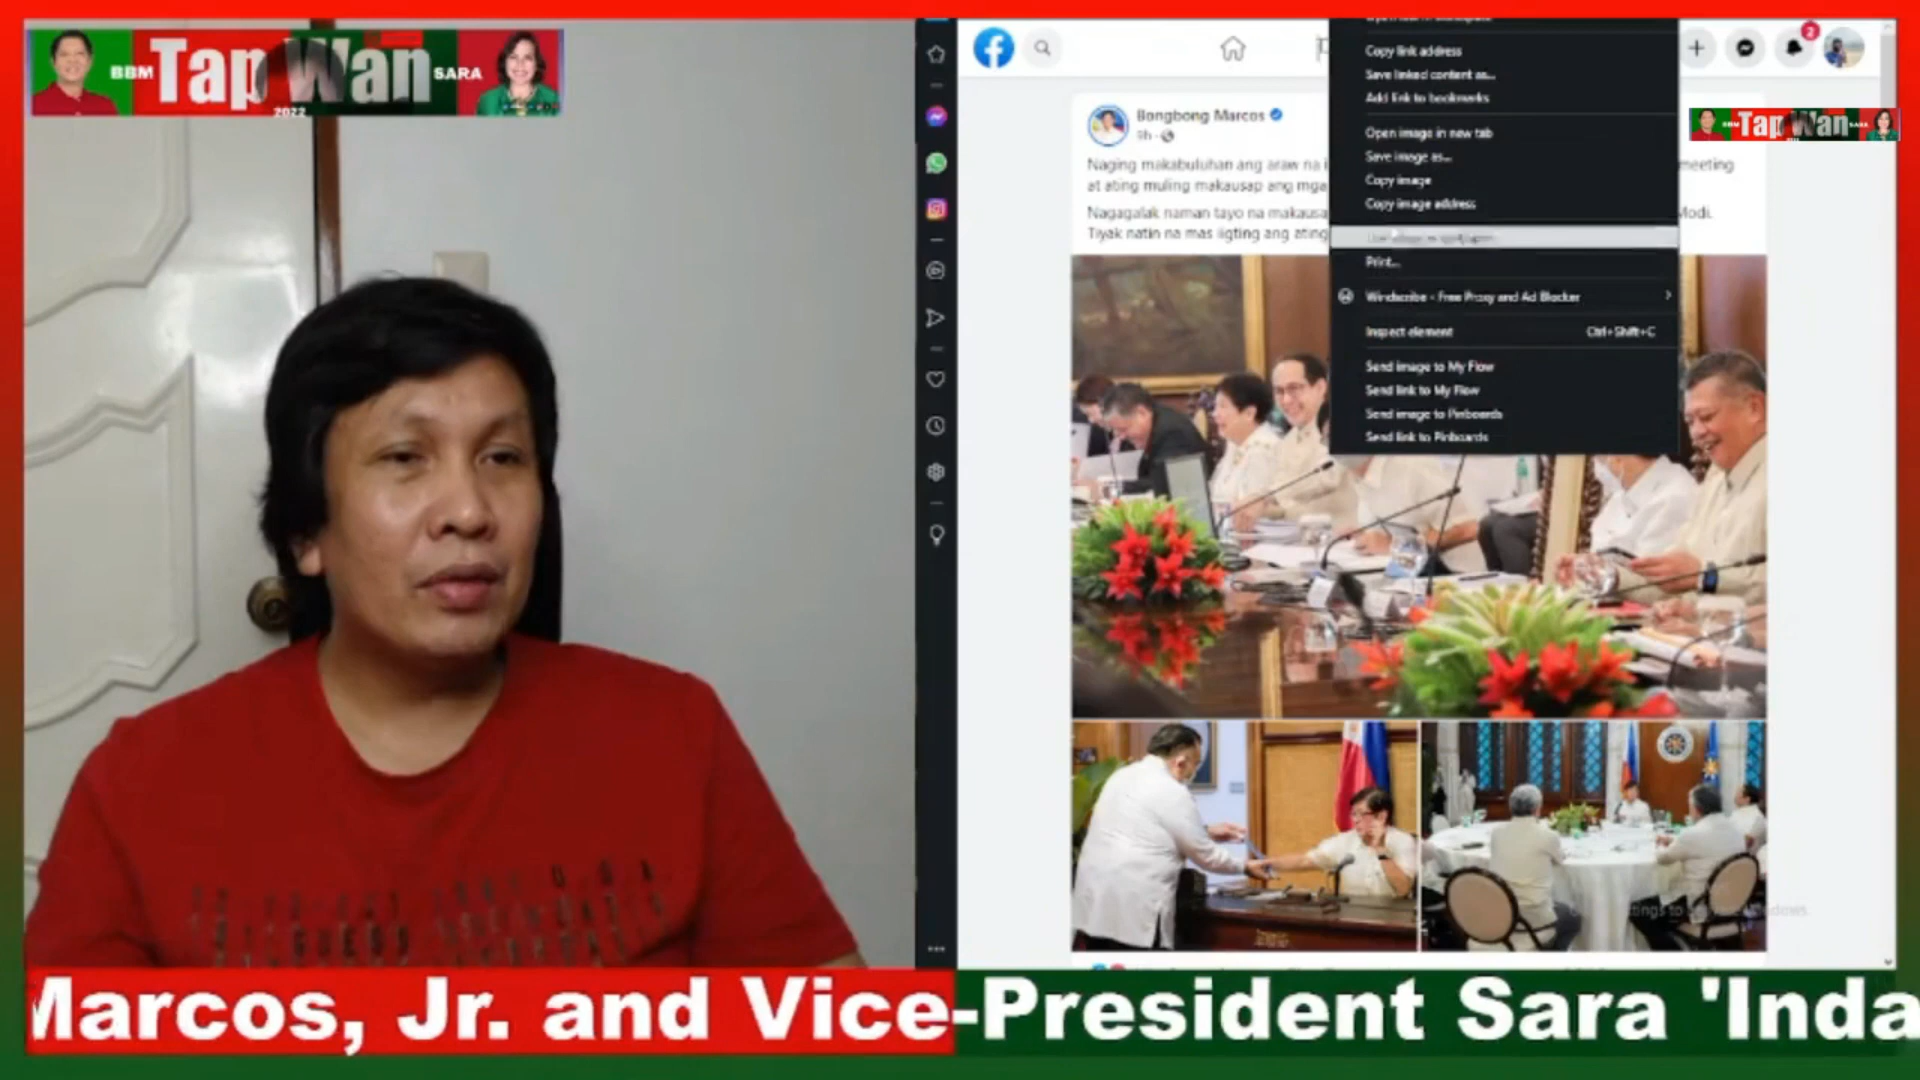 BBM Tap Wan SARA
2022
Copy link address
Save linked content as...
Add link to bookmarks
Open image in new tab
Save image as...
Copy image
Copy image address
Print...
Windscribe - Free Proxy and Ad Blocker
Inspect element Ctrl+Shift+C
Send image to My Flow
Send link to My Flow
Send image to Pinboards
Send link to Pinboards
2
BBM Tap Wan SARA
Bongbong Marcos
9h
Naging makabuluhan ang araw na i meeting
at ating muling makausap ang mga
Nagagalak naman tayo na makausa Modi.
Tiyak natin na mas iigting ang ating
Marcos, Jr. and Vice-President Sara 'Inda